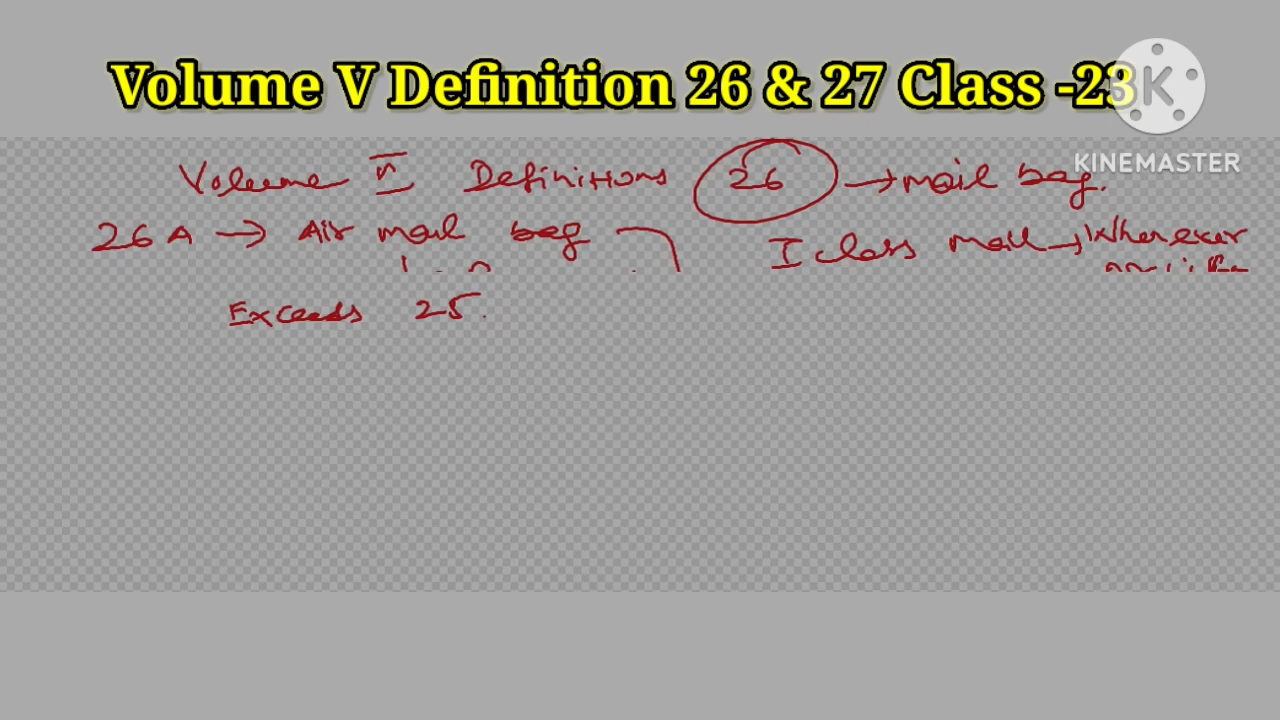 Volume V Definition 26 & 27 Class -23
KINEMASTER
Volume V Definitions 26 → mail bag.
26 A → Air mail bag
I class mail → Wherever
Exceeds 25.